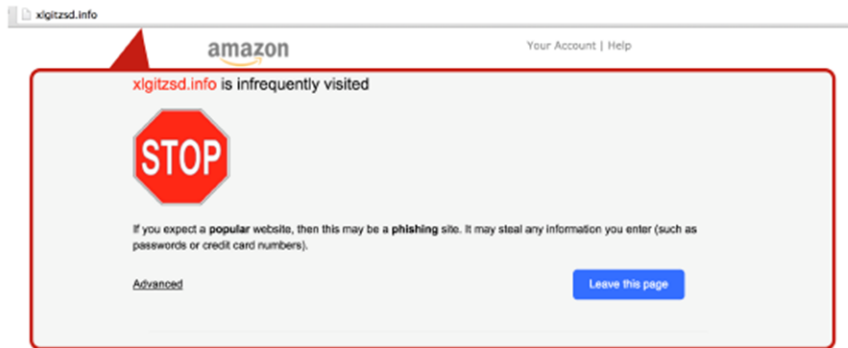 xlgitzsd.info
amazon
Your Account | Help
xlgitzsd.info is infrequently visited
STOP
If you expect a popular website, then this may be a phishing site. It may steal any information you enter (such as
passwords or credit card numbers).
Advanced
Leave this page